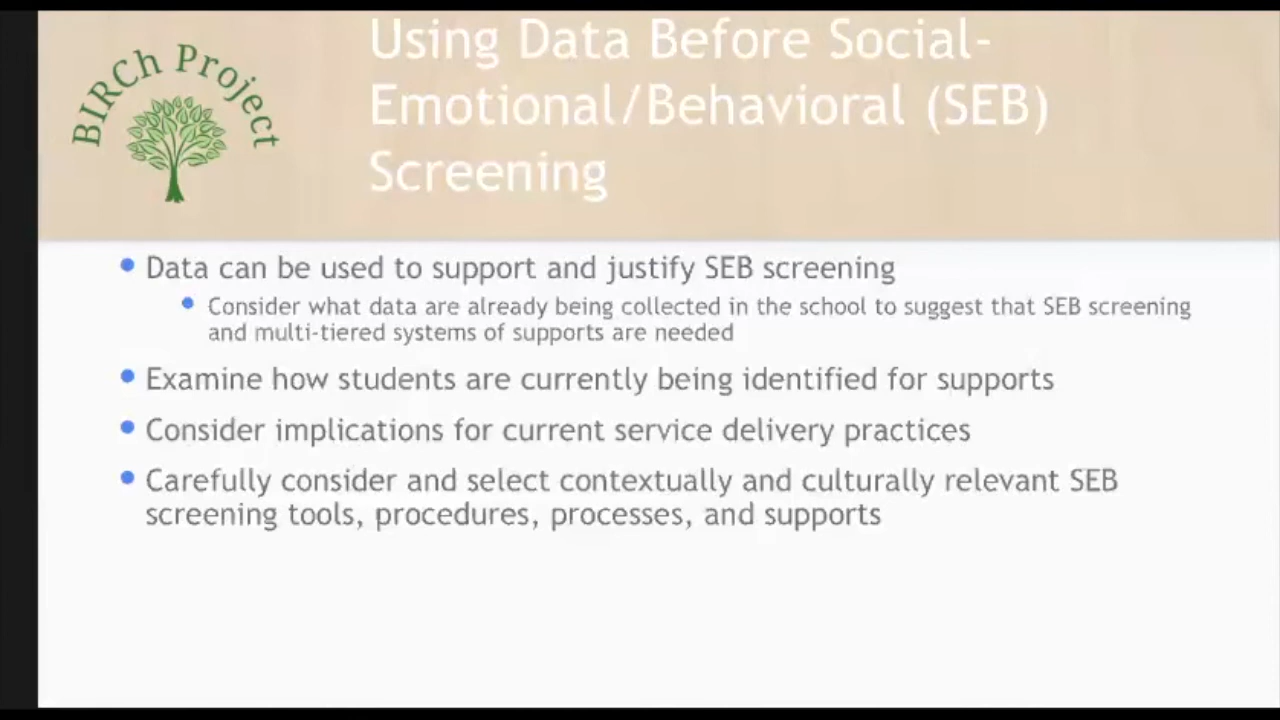 BIRCh Project
Using Data Before Social-
Emotional/Behavioral (SEB)
Screening
Data can be used to support and justify SEB screening
Consider what data are already being collected in the school to suggest that SEB screening
and multi-tiered systems of supports are needed
Examine how students are currently being identified for supports
Consider implications for current service delivery practices
Carefully consider and select contextually and culturally relevant SEB
screening tools, procedures, processes, and supports